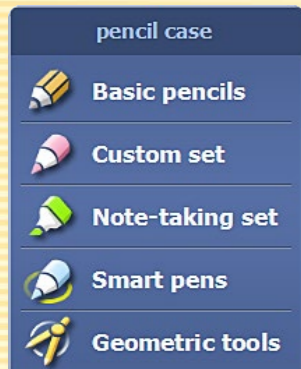 pencil case
Basic pencils
Custom set
Note-taking set
Smart pens
Geometric tools